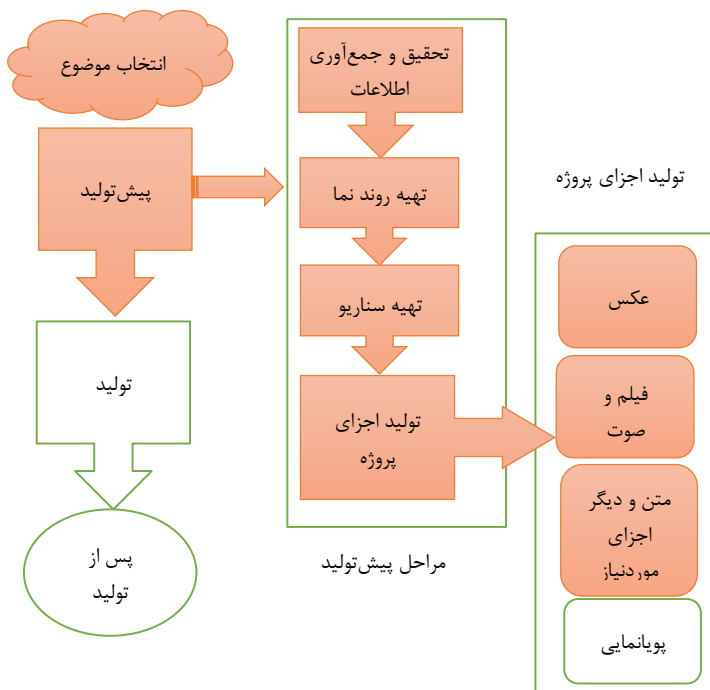 انتخاب موضوع
پیش‌تولید
تولید
پس از
تولید
تحقیق و جمع‌آوری
اطلاعات
تهیه روند نما
تهیه سناریو
تولید اجزای
پروژه
مراحل پیش‌تولید
تولید اجزای پروژه
عکس
فیلم و
صوت
متن و دیگر
اجزای
موردنیاز
پویانمایی